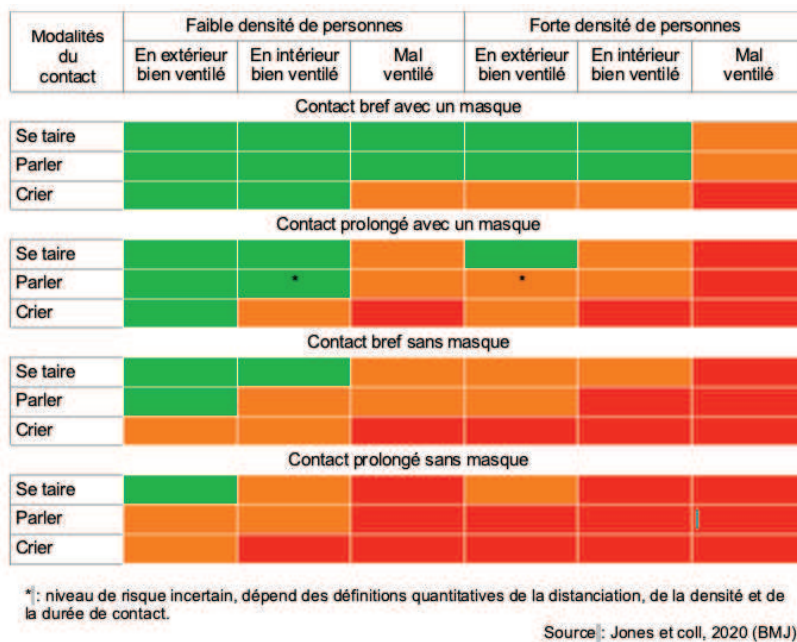 Modalités du contact
Faible densité de personnes
Forte densité de personnes
En extérieur bien ventilé
En intérieur bien ventilé
Mal ventilé
En extérieur bien ventilé
En intérieur bien ventilé
Mal ventilé
Contact bref avec un masque
Se taire
Parler
Crier
Contact prolongé avec un masque
Se taire
Parler * *
Crier
Contact bref sans masque
Se taire
Parler
Crier
Contact prolongé sans masque
Se taire
Parler
Crier
* : niveau de risque incertain, dépend des définitions quantitatives de la distanciation, de la densité et de
la durée de contact.
Source : Jones et coll, 2020 (BMJ)